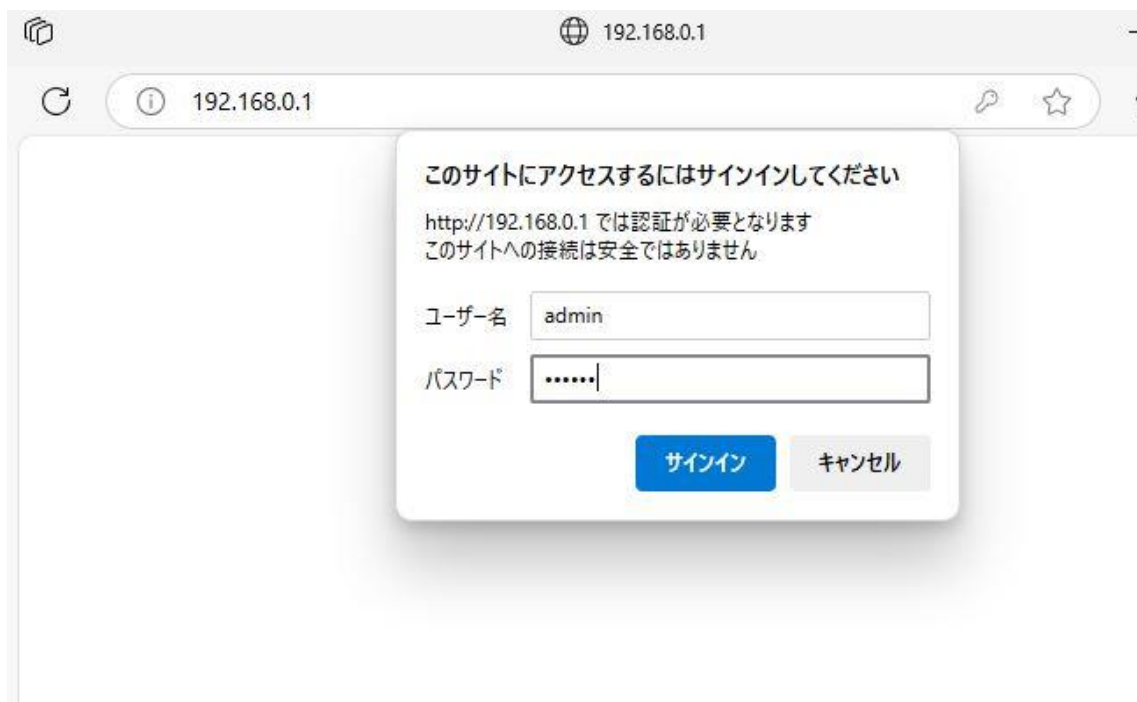 192.168.0.1
192.168.0.1
このサイトにアクセスするにはサインインしてください
http://192.168.0.1 では認証が必要となります
このサイトへの接続は安全ではありません
ユーザー名 admin
パスワード ••••••
サインイン キャンセル